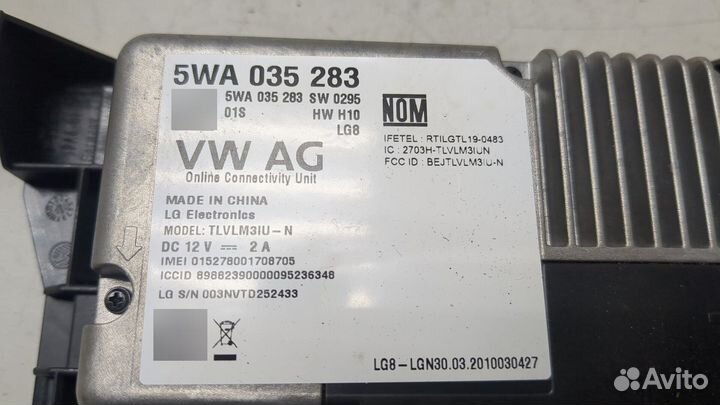 5WA 035 283
5WA 035 283 SW 0295
01S HW H10
LG8
VW AG
Online Connectivity Unit
NOM
IFETEL : RTILGTL19-0483
IC : 2703H-TLVLM3IUN
FCC ID : BEJTLVLM3IU-N
MADE IN CHINA
LG Electronics
MODEL: TLVLM3IU-N
DC 12 V 2 A
IMEI 015278001708705
ICCID 89862390000095236348
LG S/N 003NVTD252433
LG8-LGN30.03.2010030427
Avito